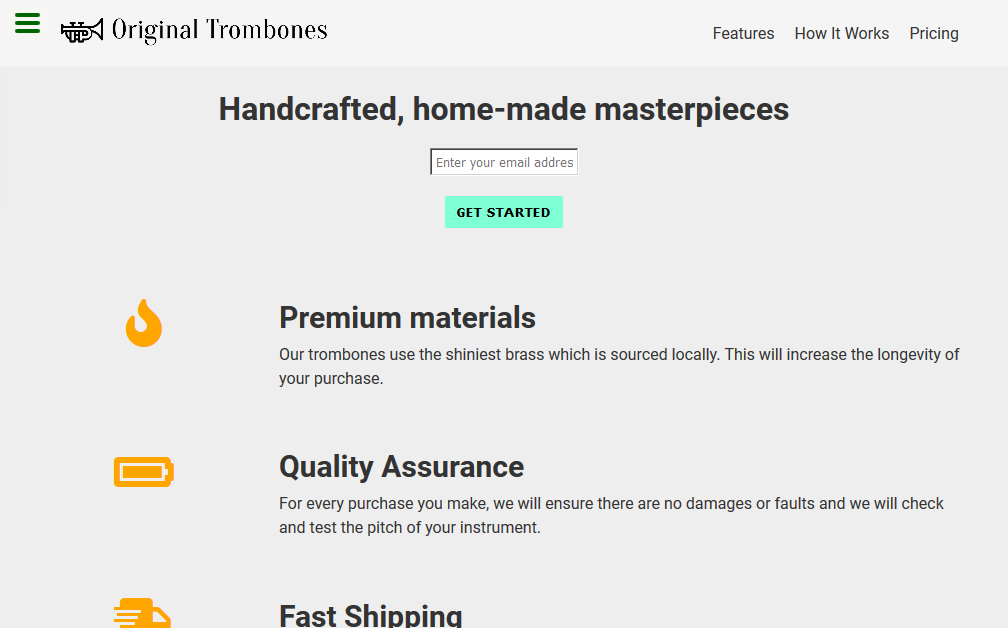 Original Trombones
Features How It Works Pricing
Handcrafted, home-made masterpieces
Enter your email addres
GET STARTED
Premium materials
Our trombones use the shiniest brass which is sourced locally. This will increase the longevity of
your purchase.
Quality Assurance
For every purchase you make, we will ensure there are no damages or faults and we will check
and test the pitch of your instrument.
Fast Shipping